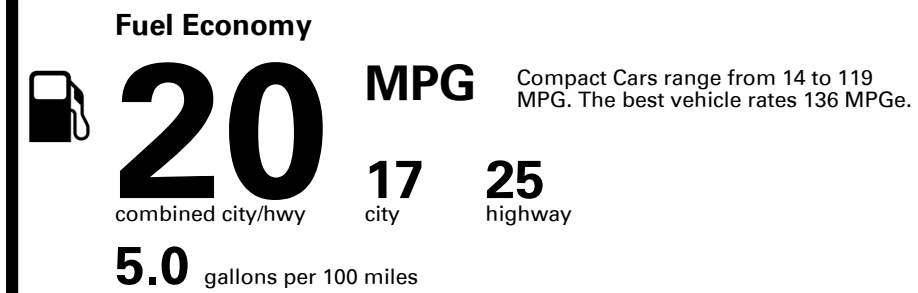 Fuel Economy
20 MPG
Compact Cars range from 14 to 119
MPG. The best vehicle rates 136 MPGe.
17 25
combined city/hwy city highway
5.0 gallons per 100 miles